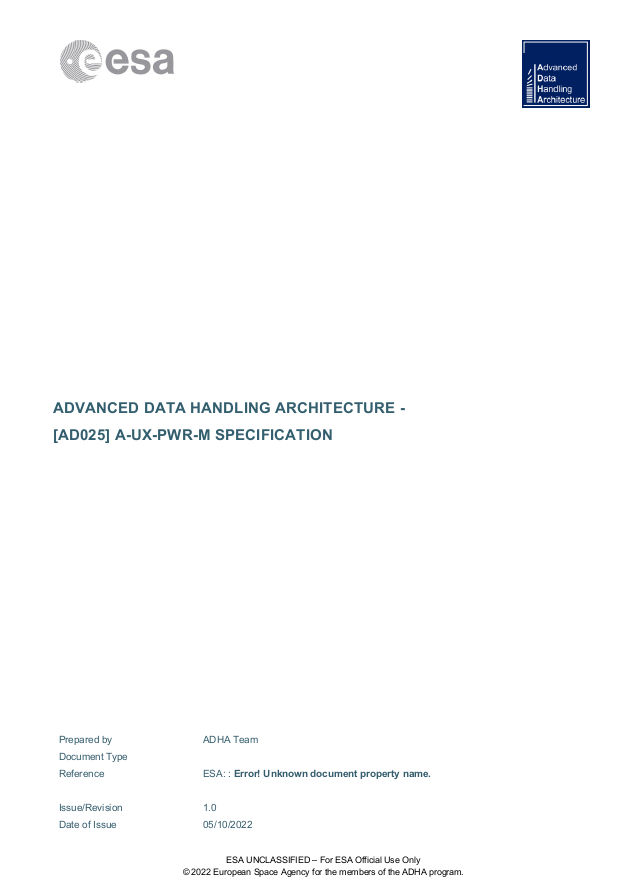 esa
Advanced
Data
Handling
Architecture
ADVANCED DATA HANDLING ARCHITECTURE -
[AD025] A-UX-PWR-M SPECIFICATION
Prepared by ADHA Team
Document Type
Reference ESA: : Error! Unknown document property name.
Issue/Revision 1.0
Date of Issue 05/10/2022
ESA UNCLASSIFIED – For ESA Official Use Only
©2022 European Space Agency for the members of the ADHA program.